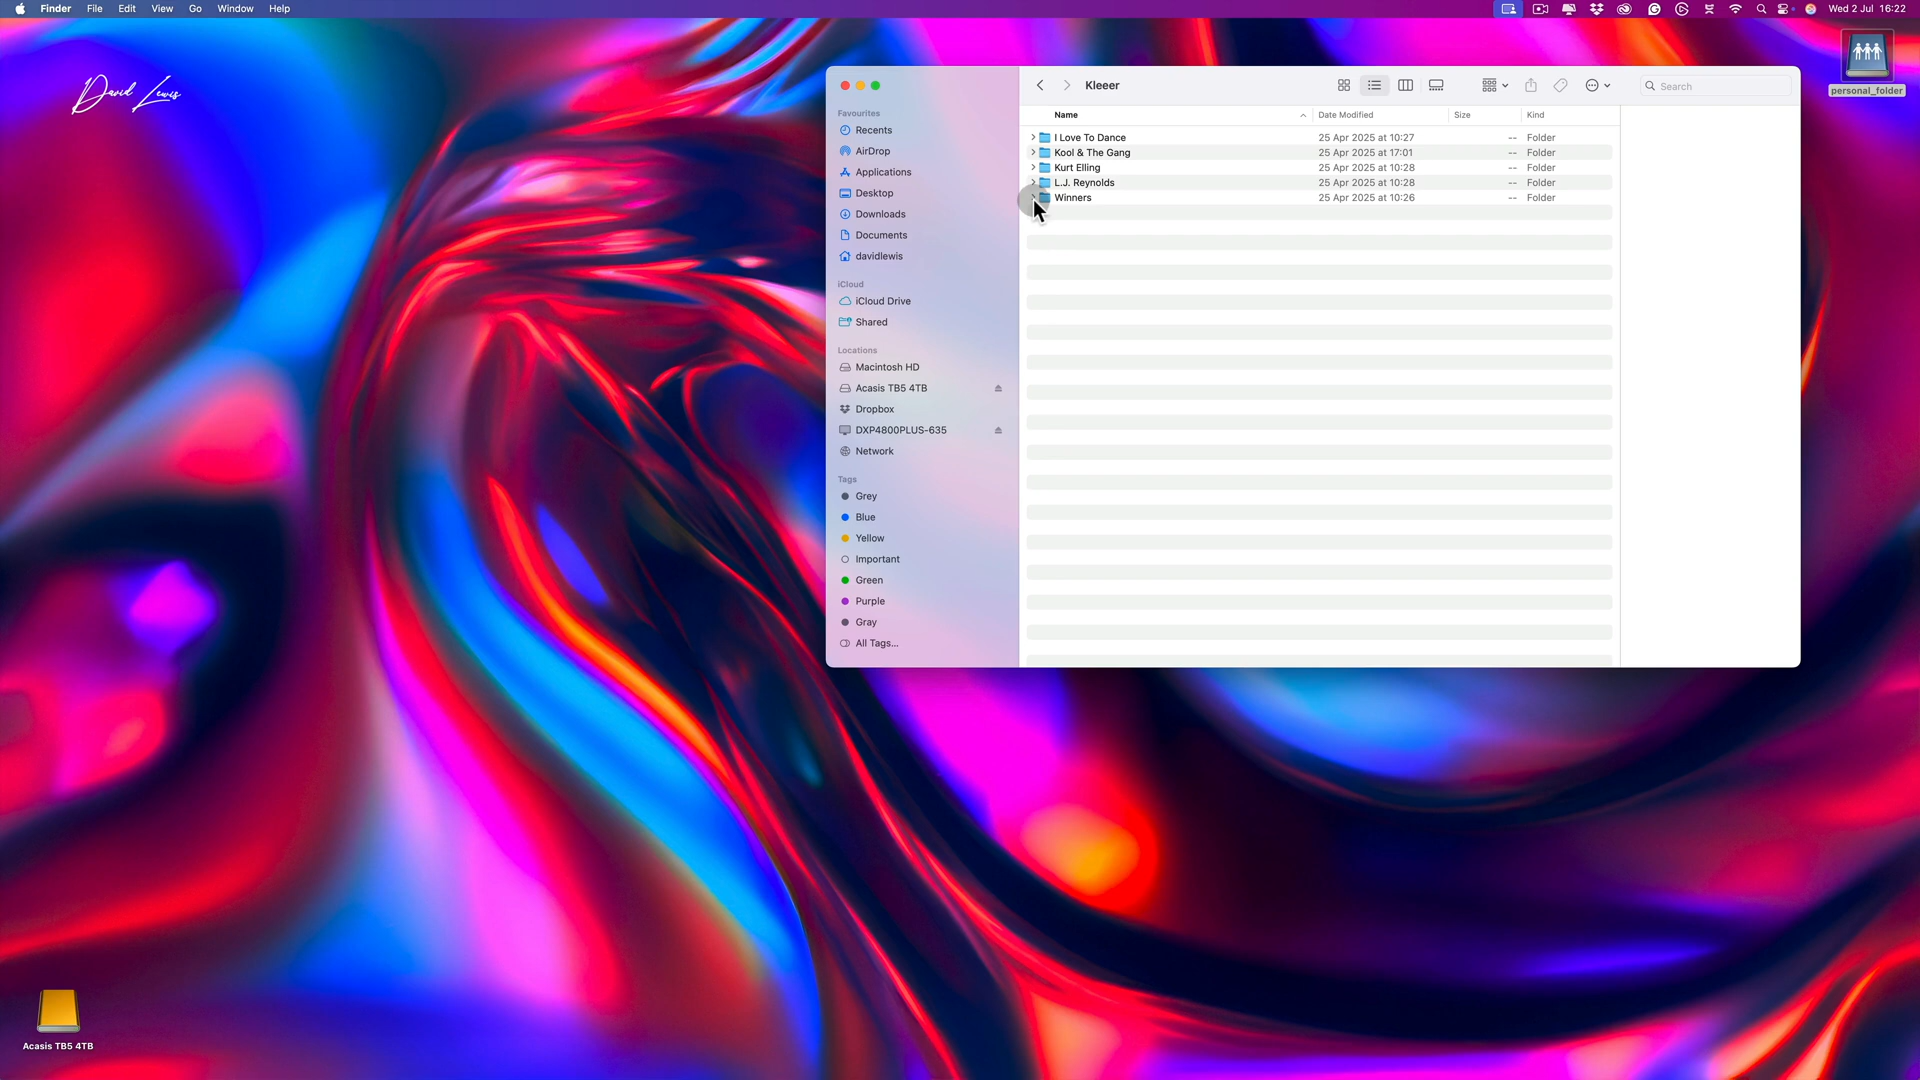 Finder File Edit View Go Window Help
Wed 2 Jul 16:22
David Lewis
personal_folder
Kleeer
Search
Favourites
Recents
AirDrop
Applications
Desktop
Downloads
Documents
davidlewis
iCloud
iCloud Drive
Shared
Locations
Macintosh HD
Acasis TB5 4TB
Dropbox
DXP4800PLUS-635
Network
Tags
Grey
Blue
Yellow
Important
Green
Purple
Gray
All Tags...
Name Date Modified Size Kind
I Love To Dance 25 Apr 2025 at 10:27 -- Folder
Kool & The Gang 25 Apr 2025 at 17:01 -- Folder
Kurt Elling 25 Apr 2025 at 10:28 -- Folder
L.J. Reynolds 25 Apr 2025 at 10:28 -- Folder
Winners 25 Apr 2025 at 10:26 -- Folder
Acasis TB5 4TB